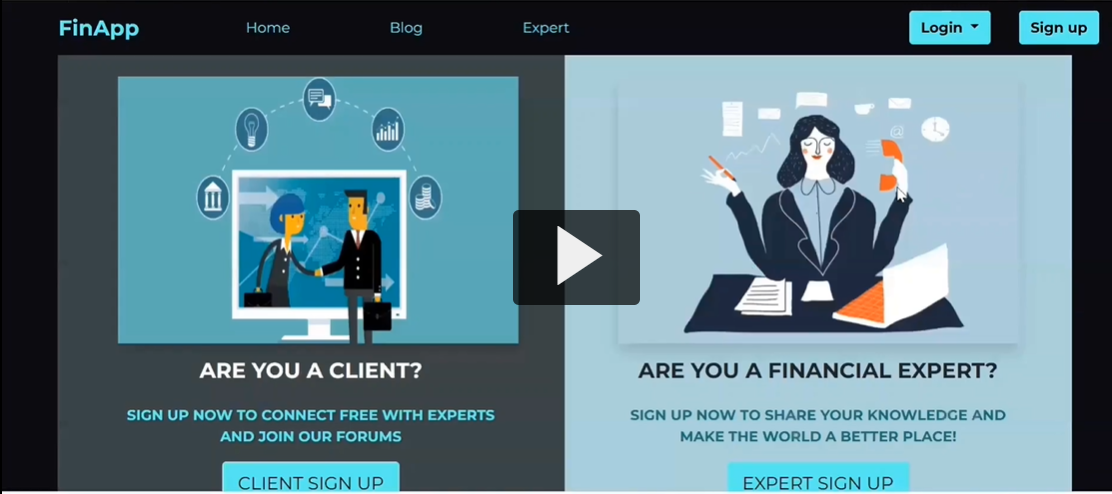 FinApp
Home
Blog
Expert
Login
Sign up
@
ARE YOU A CLIENT?
SIGN UP NOW TO CONNECT FREE WITH EXPERTS
AND JOIN OUR FORUMS
CLIENT SIGN UP
ARE YOU A FINANCIAL EXPERT?
SIGN UP NOW TO SHARE YOUR KNOWLEDGE AND
MAKE THE WORLD A BETTER PLACE!
EXPERT SIGN UP